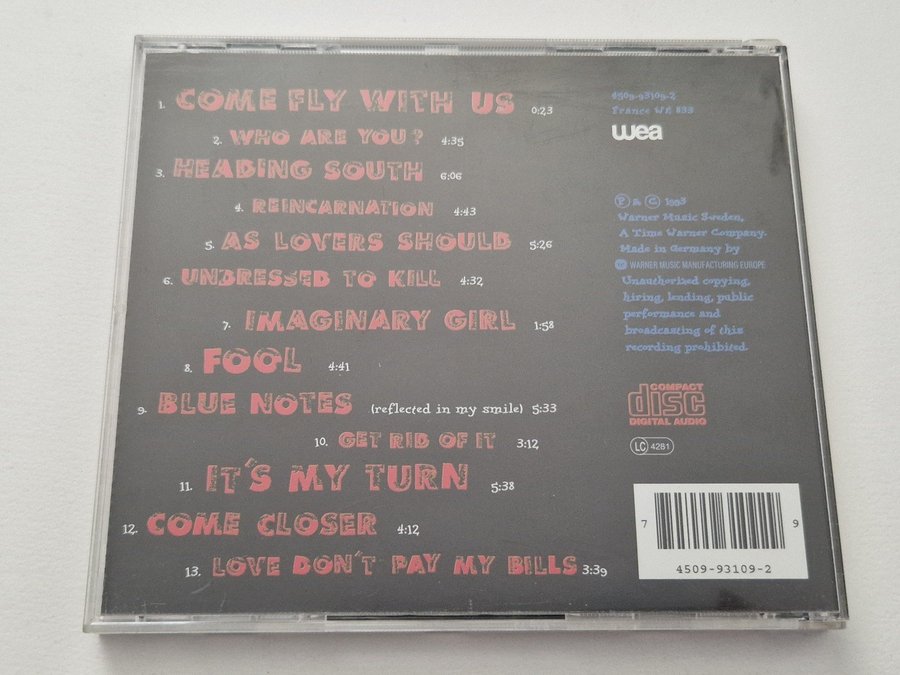 1. COME FLY WITH US 0:23
2. WHO ARE YOU? 4:35
3. HEADING SOUTH 6:06
4. REINCARNATION 4:43
5. AS LOVERS SHOULD 5:26
6. UNDRESSED TO KILL 4:32
7. IMAGINARY GIRL 1:58
8. FOOL 4:41
9. BLUE NOTES (reflected in my smile) 5:33
10. GET RID OF IT 3:12
11. IT'S MY TURN 5:38
12. COME CLOSER 4:12
13. LOVE DON'T PAY MY BILLS 3:39
4509-93109-2
France WE 833
wea
Ⓟ & Ⓒ 1993
Warner Music Sweden,
A Time Warner Company.
Made in Germany by
WARNER MUSIC MANUFACTURING EUROPE
Unauthorized copying,
hiring, lending, public
performance and
broadcasting of this
recording prohibited.
COMPACT
disc
DIGITAL AUDIO
LC 4281
7 9
4509-93109-2